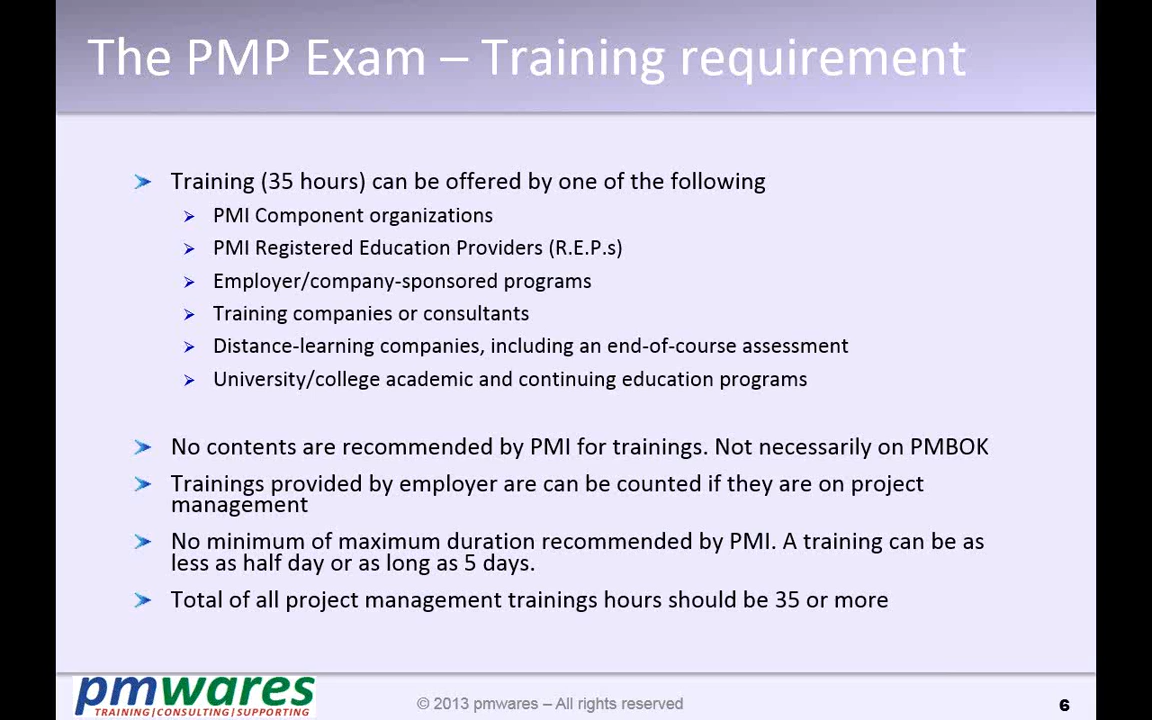 The PMP Exam – Training requirement
Training (35 hours) can be offered by one of the following
PMI Component organizations
PMI Registered Education Providers (R.E.P.s)
Employer/company-sponsored programs
Training companies or consultants
Distance-learning companies, including an end-of-course assessment
University/college academic and continuing education programs
No contents are recommended by PMI for trainings. Not necessarily on PMBOK
Trainings provided by employer are can be counted if they are on project
management
No minimum of maximum duration recommended by PMI. A training can be as
less as half day or as long as 5 days.
Total of all project management trainings hours should be 35 or more
pmwares
TRAINING|CONSULTING|SUPPORTING
© 2013 pmwares – All rights reserved
6